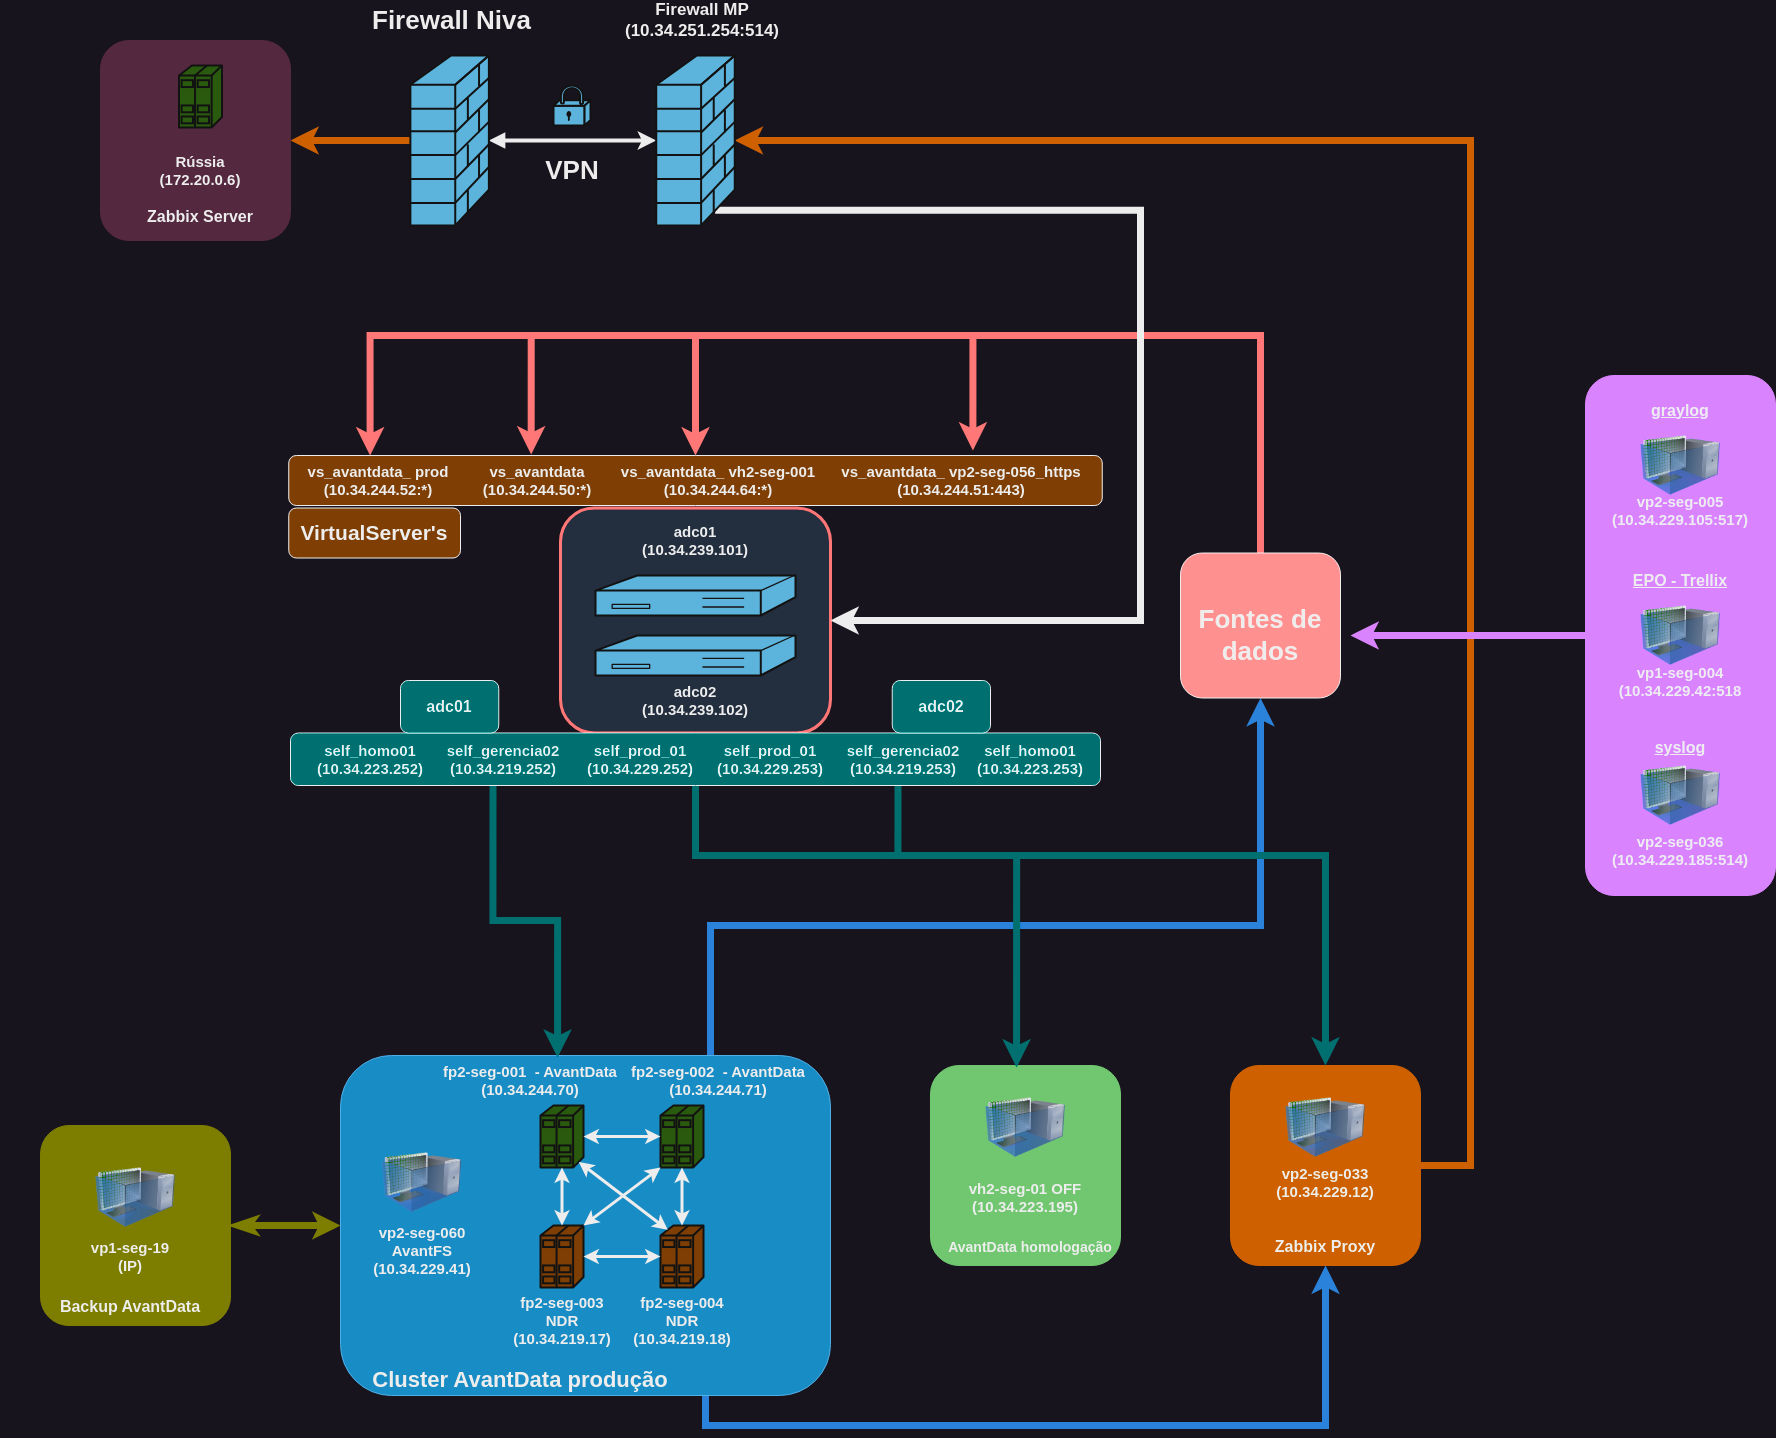 Firewall Niva
Firewall MP
(10.34.251.254:514)
VPN
Rússia
(172.20.0.6)
Zabbix Server
vs_avantdata_ prod
(10.34.244.52:*)
vs_avantdata
(10.34.244.50:*)
vs_avantdata_ vh2-seg-001
(10.34.244.64:*)
vs_avantdata_ vp2-seg-056_https
(10.34.244.51:443)
VirtualServer's
adc01
(10.34.239.101)
adc02
(10.34.239.102)
adc01
adc02
self_homo01
(10.34.223.252)
self_gerencia02
(10.34.219.252)
self_prod_01
(10.34.229.252)
self_prod_01
(10.34.229.253)
self_gerencia02
(10.34.219.253)
self_homo01
(10.34.223.253)
Fontes de
dados
graylog
vp2-seg-005
(10.34.229.105:517)
EPO - Trellix
vp1-seg-004
(10.34.229.42:518
syslog
vp2-seg-036
(10.34.229.185:514)
fp2-seg-001  - AvantData
(10.34.244.70)
fp2-seg-002  - AvantData
(10.34.244.71)
vp2-seg-060
AvantFS
(10.34.229.41)
fp2-seg-003
NDR
(10.34.219.17)
fp2-seg-004
NDR
(10.34.219.18)
Cluster AvantData produção
vp1-seg-19
(IP)
Backup AvantData
vh2-seg-01 OFF
(10.34.223.195)
AvantData homologação
vp2-seg-033
(10.34.229.12)
Zabbix Proxy